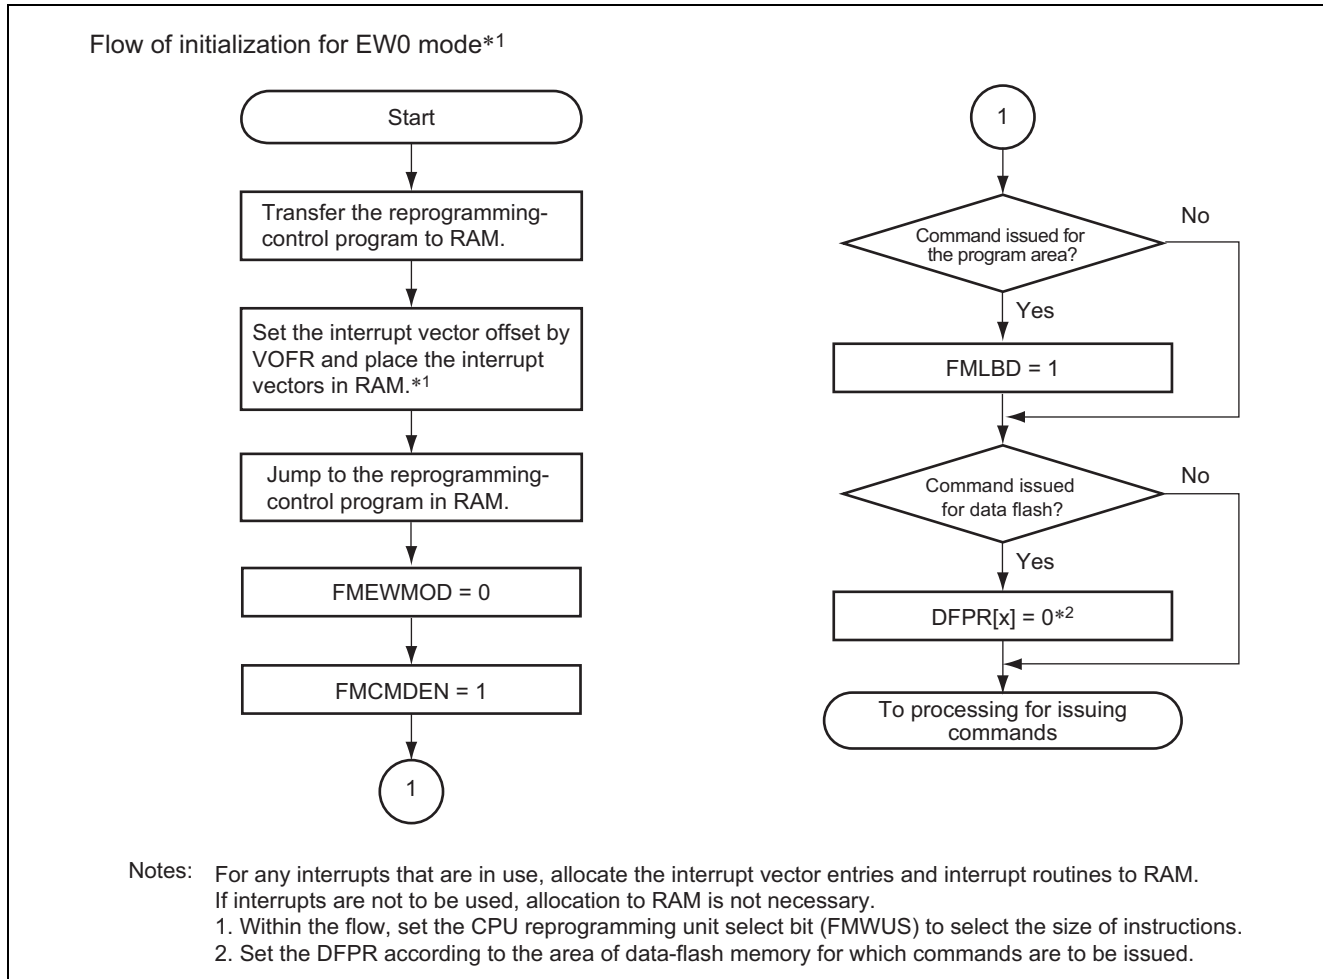 Flow of initialization for EW0 mode*1
Start
Transfer the reprogramming-
control program to RAM.
Set the interrupt vector offset by
VOFR and place the interrupt
vectors in RAM.*1
Jump to the reprogramming-
control program in RAM.
FMEWMOD = 0
FMCMDEN = 1
1
1
Command issued for
the program area?
No
Yes
FMLBD = 1
Command issued
for data flash?
No
Yes
DFPR[x] = 0*2
To processing for issuing
commands
Notes: For any interrupts that are in use, allocate the interrupt vector entries and interrupt routines to RAM.
If interrupts are not to be used, allocation to RAM is not necessary.
1. Within the flow, set the CPU reprogramming unit select bit (FMWUS) to select the size of instructions.
2. Set the DFPR according to the area of data-flash memory for which commands are to be issued.